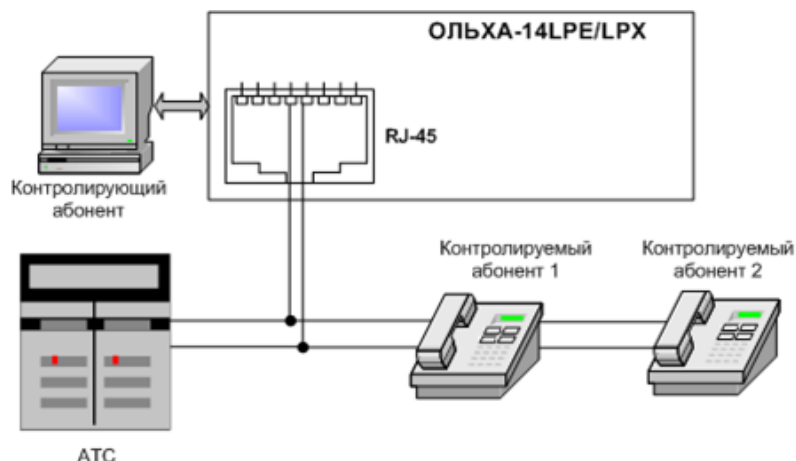 ОЛЬХА-14LPE/LPX
RJ-45
Контролирующий
абонент
Контролируемый
абонент 1
Контролируемый
абонент 2
АТС